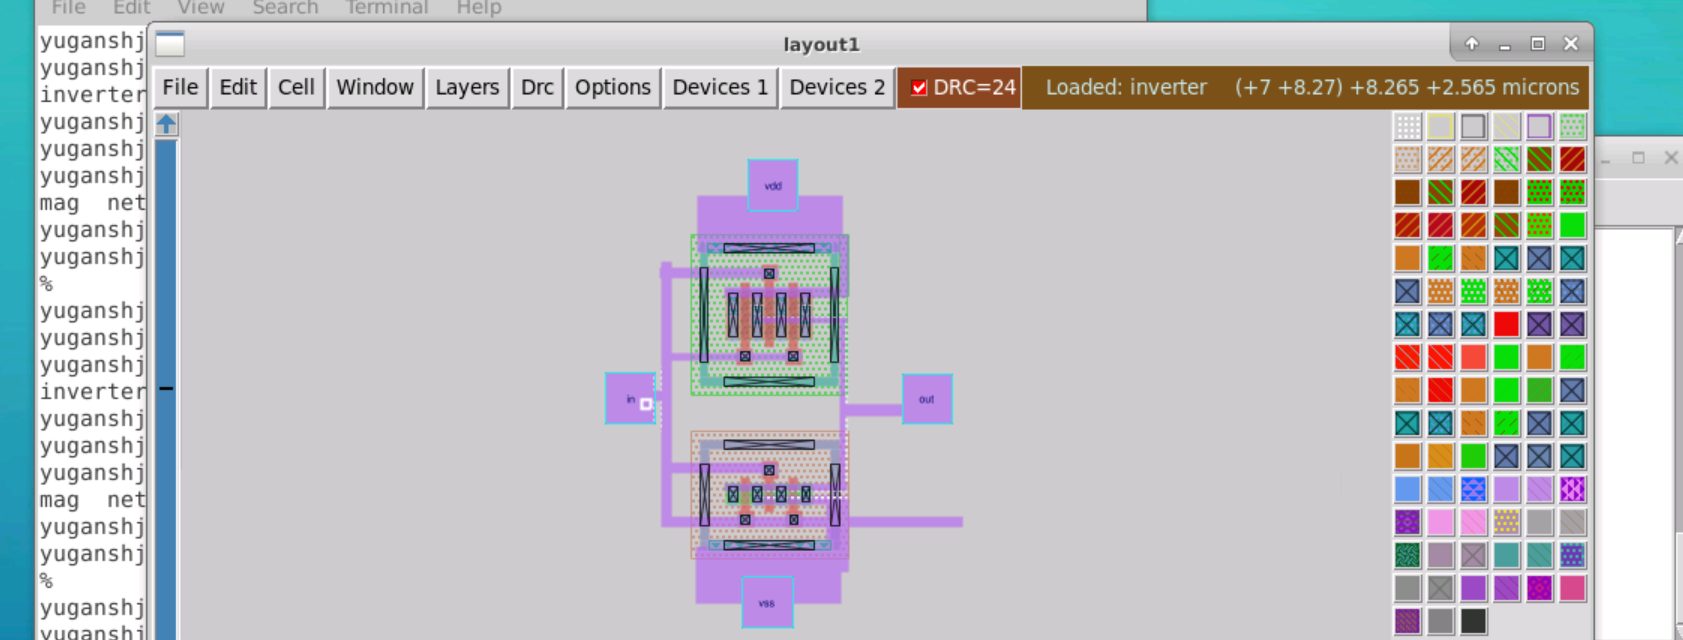 File Edit View Search Terminal Help
layout1
File Edit Cell Window Layers Drc Options Devices 1 Devices 2 DRC=24 Loaded: inverter (+7 +8.27) +8.265 +2.565 microns
yuganshj
yuganshj
inverter
yuganshj
yuganshj
yuganshj
mag net
yuganshj
yuganshj
%
yuganshj
yuganshj
yuganshj
inverter
yuganshj
yuganshj
yuganshj
mag net
yuganshj
yuganshj
%
yuganshj
yuganshj
vdd
in
out
vss